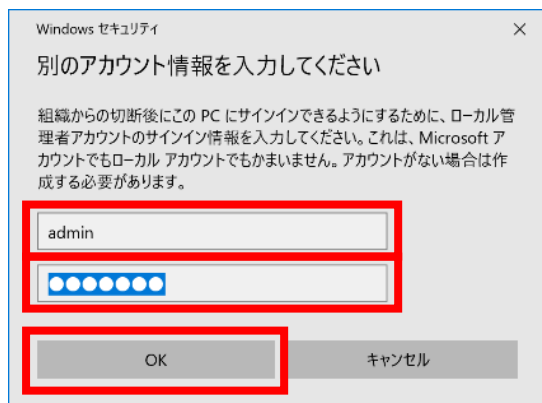 Windows セキュリティ
別のアカウント情報を入力してください
組織からの切断後にこの PC にサインインできるようにするために、ローカル管
理者アカウントのサインイン情報を入力してください。これは、Microsoft ア
カウントでもローカル アカウントでもかまいません。アカウントがない場合は作
成する必要があります。
admin
●●●●●●●
OK
キャンセル